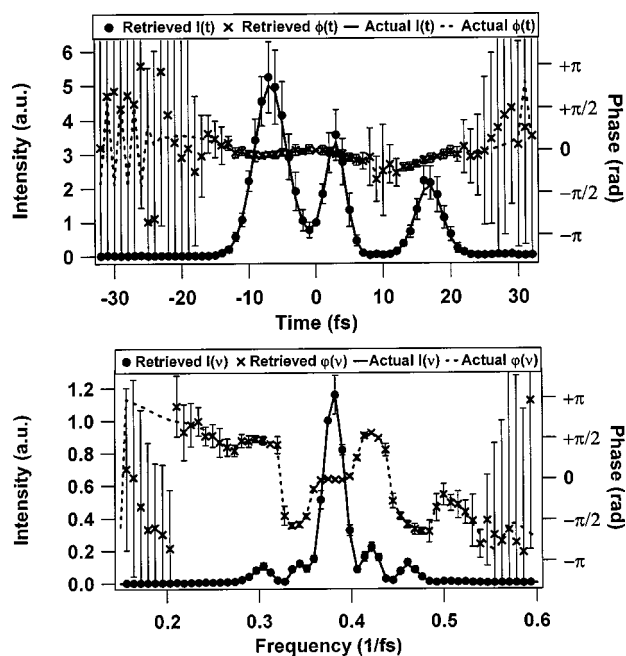 ● Retrieved I(t) × Retrieved ϕ(t) — Actual I(t) --- Actual ϕ(t)
Intensity (a.u.)
6
5
4
3
2
1
0
+π
+π/2
0
−π/2
−π
Phase (rad)
-30 -20 -10 0 10 20 30
Time (fs)
● Retrieved I(ν) × Retrieved φ(ν) — Actual I(ν) --- Actual φ(ν)
Intensity (a.u.)
1.2
1.0
0.8
0.6
0.4
0.2
0.0
+π
+π/2
0
−π/2
−π
Phase (rad)
0.2 0.3 0.4 0.5 0.6
Frequency (1/fs)